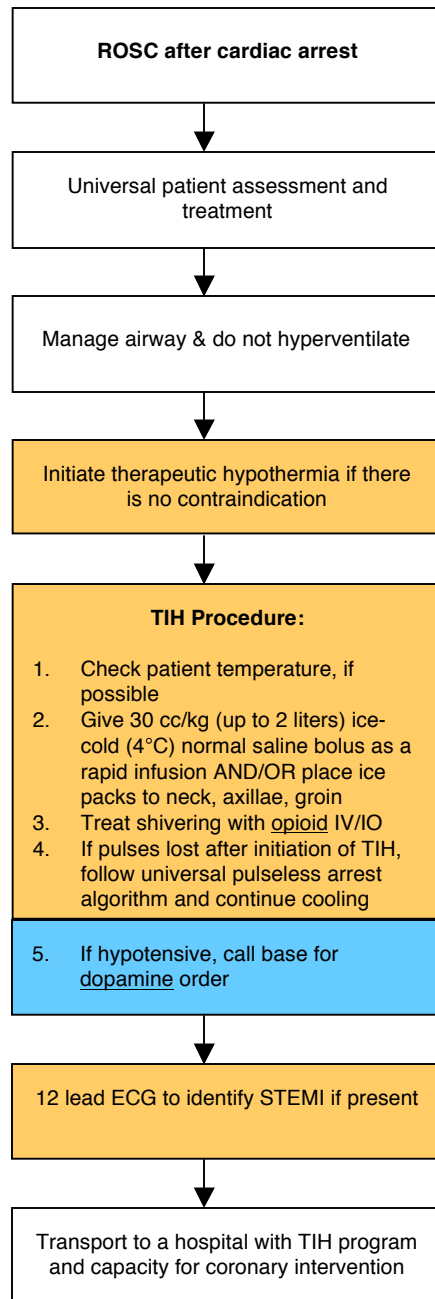 ROSC after cardiac arrest
Universal patient assessment and
treatment
Manage airway & do not hyperventilate
Initiate therapeutic hypothermia if there
is no contraindication
TIH Procedure:
1. Check patient temperature, if
possible
2. Give 30 cc/kg (up to 2 liters) ice-
cold (4°C) normal saline bolus as a
rapid infusion AND/OR place ice
packs to neck, axillae, groin
3. Treat shivering with opioid IV/IO
4. If pulses lost after initiation of TIH,
follow universal pulseless arrest
algorithm and continue cooling
5. If hypotensive, call base for
dopamine order
12 lead ECG to identify STEMI if present
Transport to a hospital with TIH program
and capacity for coronary intervention